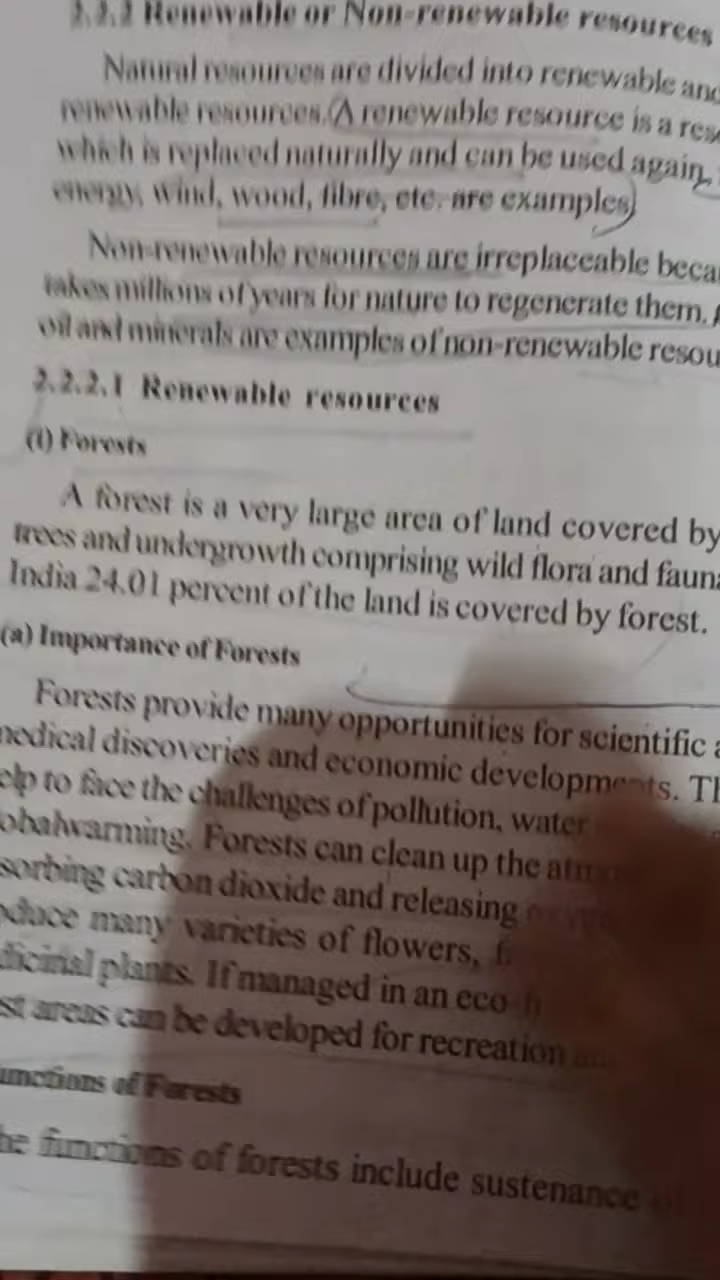 2.2.2 Renewable or Non-renewable resources
Natural resources are divided into renewable and
renewable resources. A renewable resource is a res
which is replaced naturally and can be used again,
energy, wind, wood, fibre, etc. are examples
Non-renewable resources are irreplaceable beca
takes millions of years for nature to regenerate them.
oil and minerals are examples of non-renewable resou
2.2.2.1 Renewable resources
(i) Forests
A forest is a very large area of land covered by
trees and undergrowth comprising wild flora and fauna
India 24.01 percent of the land is covered by forest.
(a) Importance of Forests
Forests provide many opportunities for scientific a
medical discoveries and economic developments. Th
elp to face the challenges of pollution, water
obalwarming. Forests can clean up the
sorbing carbon dioxide and releasing
oduce many varieties of flowers,
dicinal plants. If managed in an eco
st areas can be developed for recreation
unctions of Forests
he functions of forests include sustenance